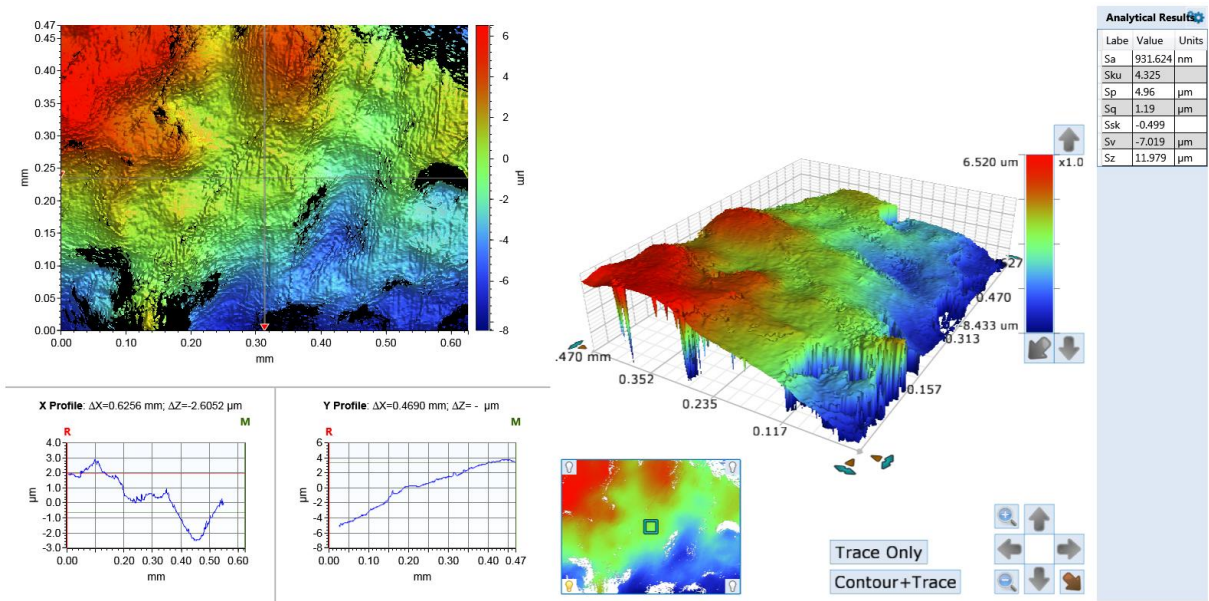 0.47
0.45
0.40
0.35
0.30
0.25
0.20
0.15
0.10
0.05
0.00
mm
0.00 0.10 0.20 0.30 0.40 0.50
mm
6
4
2
0
-2
-4
-6
-8
µm
X Profile: ΔX=0.6256 mm; ΔZ=-2.6052 µm
R
M
4.0
3.0
2.0
1.0
0.0
-1.0
-2.0
-3.0
µm
0.00 0.10 0.20 0.30 0.40 0.50 0.60
mm
Y Profile: ΔX=0.4690 mm; ΔZ= - µm
R
M
6
4
2
0
-2
-4
-6
-8
µm
0.00 0.10 0.20 0.30 0.40 0.47
mm
6.520 um
x1.0
-8.433 um
.470 mm
0.352
0.235
0.117
0.157
0.313
0.470
Trace Only
Contour+Trace
Analytical Results
Labe Value Units
Sa 931.624 nm
Sku 4.325
Sp 4.96 µm
Sq 1.19 µm
Ssk -0.499
Sv -7.019 µm
Sz 11.979 µm